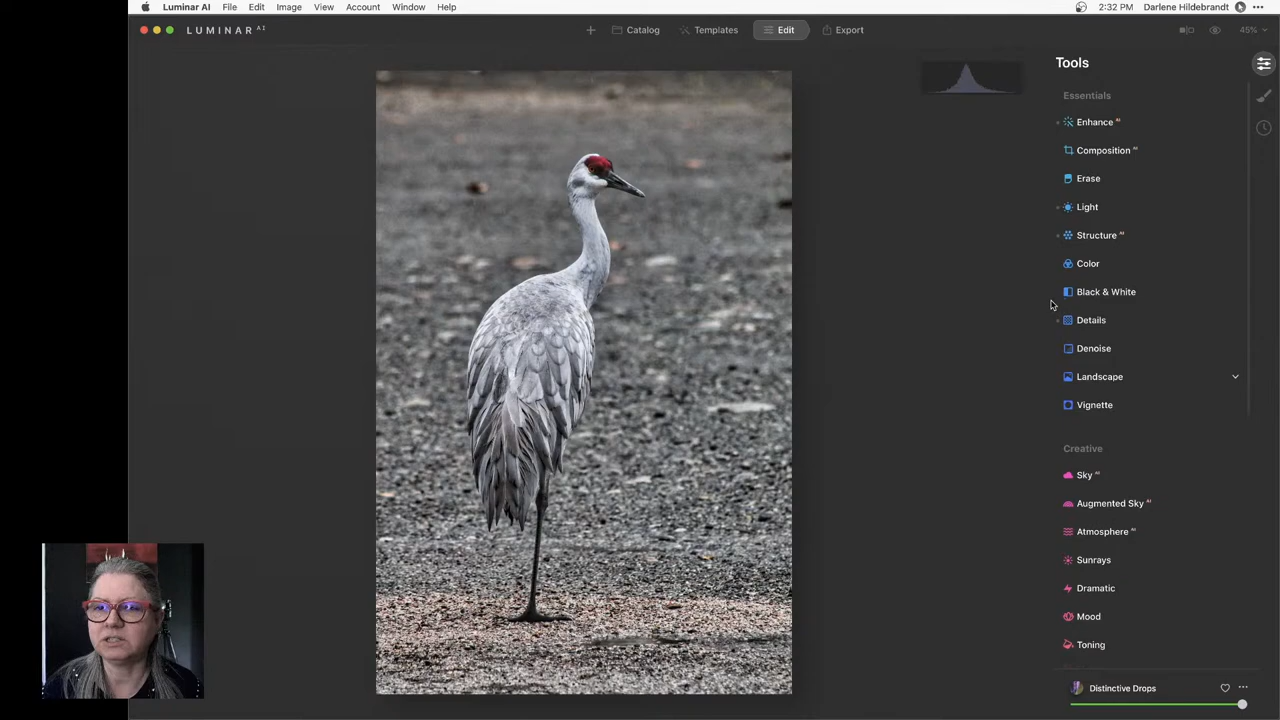 Luminar AI File Edit Image View Account Window Help 2:32 PM Darlene Hildebrandt
LUMINAR AI Catalog Templates Edit Export 45%
Tools
Essentials
Enhance AI
Composition AI
Erase
Light
Structure AI
Color
Black & White
Details
Denoise
Landscape
Vignette
Creative
Sky AI
Augmented Sky AI
Atmosphere AI
Sunrays
Dramatic
Mood
Toning
Distinctive Drops